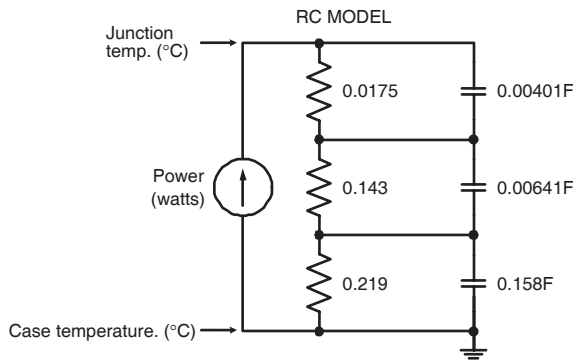 RC MODEL
Junction
temp. (°C)
0.0175
0.00401F
Power
(watts)
0.143
0.00641F
0.219
0.158F
Case temperature. (°C)